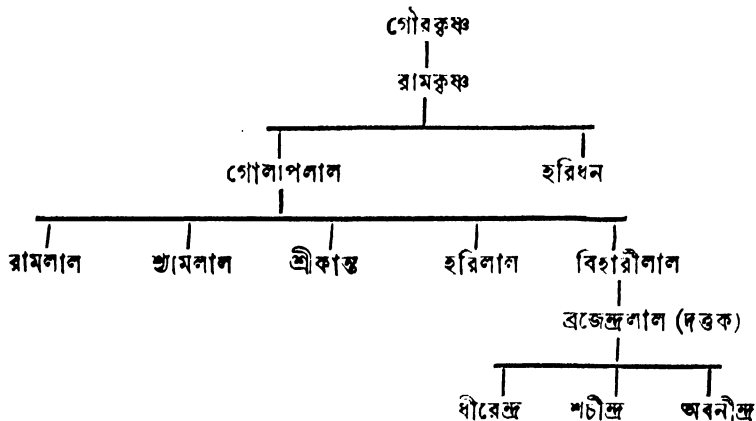 গৌরকৃষ্ণ
রামকৃষ্ণ
গোলাপলাল হরিধন
রামলাল শ্যামলাল শ্রীকান্ত হরিলাল বিহারীলাল
ব্রজেন্দ্রলাল (দত্তক)
ধীরেন্দ্র শচীন্দ্র অবনীন্দ্র